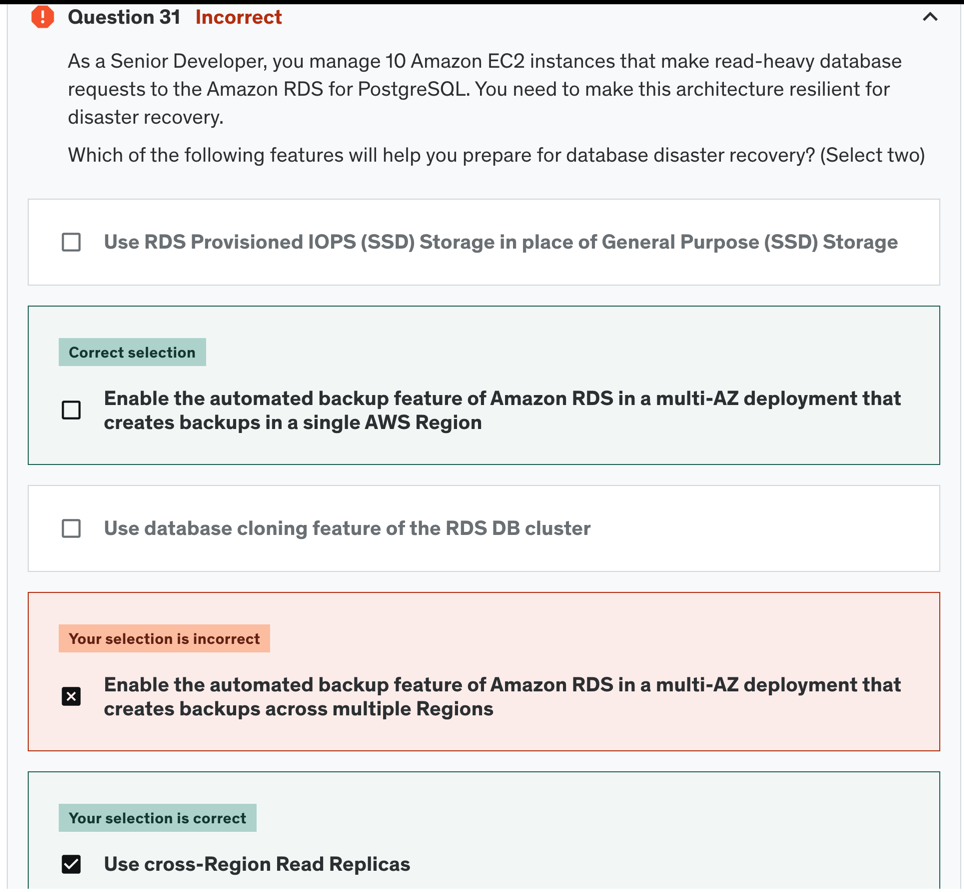 Question 31 Incorrect
As a Senior Developer, you manage 10 Amazon EC2 instances that make read-heavy database
requests to the Amazon RDS for PostgreSQL. You need to make this architecture resilient for
disaster recovery.
Which of the following features will help you prepare for database disaster recovery? (Select two)
Use RDS Provisioned IOPS (SSD) Storage in place of General Purpose (SSD) Storage
Correct selection
Enable the automated backup feature of Amazon RDS in a multi-AZ deployment that
creates backups in a single AWS Region
Use database cloning feature of the RDS DB cluster
Your selection is incorrect
Enable the automated backup feature of Amazon RDS in a multi-AZ deployment that
creates backups across multiple Regions
Your selection is correct
Use cross-Region Read Replicas